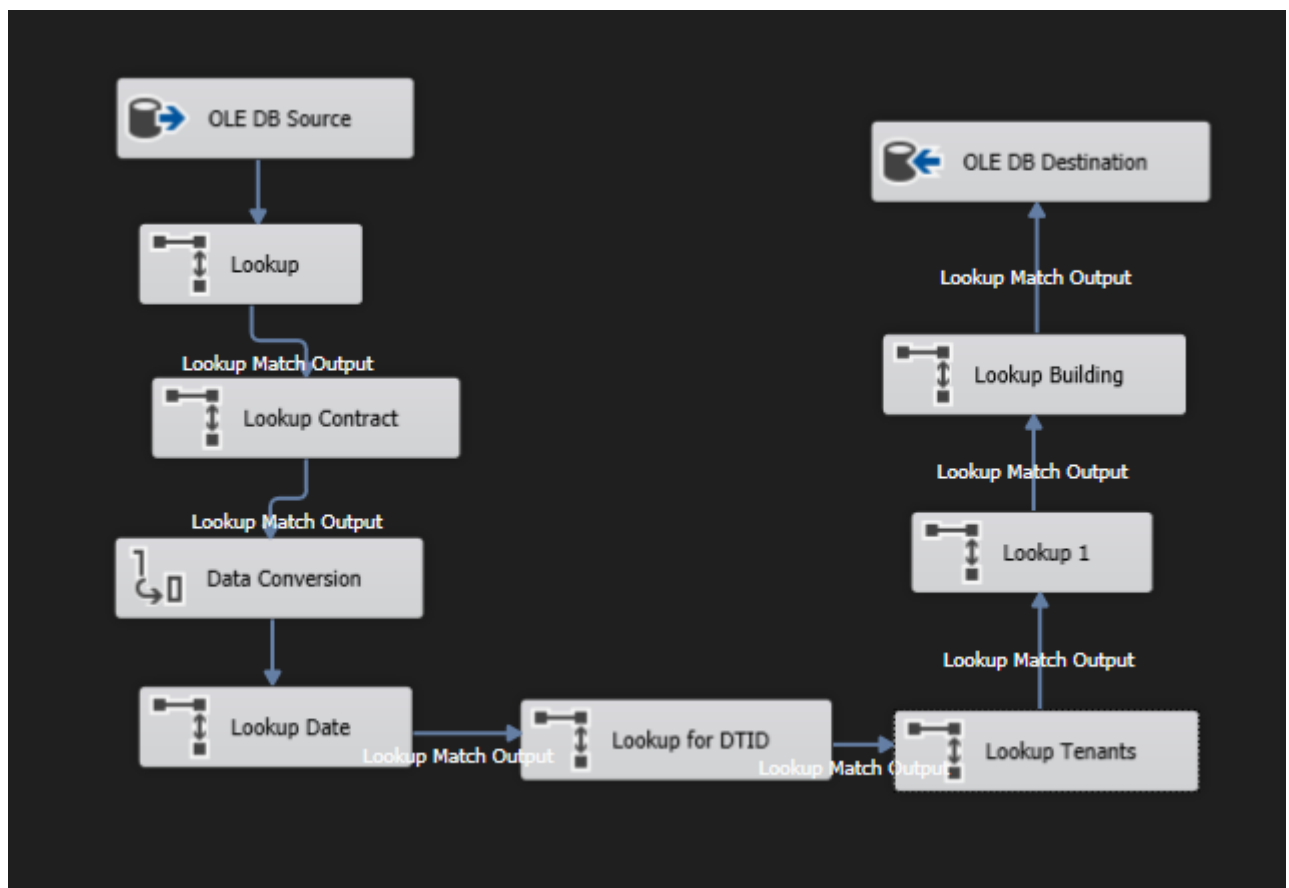 OLE DB Source
Lookup
Lookup Match Output
Lookup Contract
Lookup Match Output
Data Conversion
Lookup Date
Lookup Match Output
Lookup for DTID
Lookup Match Output
Lookup Tenants
Lookup Match Output
Lookup 1
Lookup Match Output
Lookup Building
Lookup Match Output
OLE DB Destination